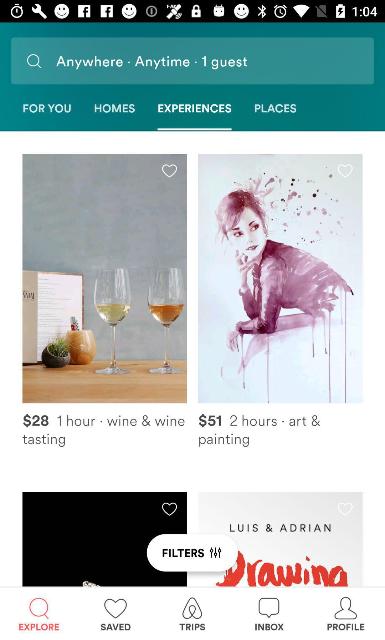 1:04
Anywhere · Anytime · 1 guest
FOR YOU HOMES EXPERIENCES PLACES
$28 1 hour · wine & wine
tasting
$51 2 hours · art &
painting
LUIS & ADRIAN
Drawing
FILTERS
EXPLORE SAVED TRIPS INBOX PROFILE